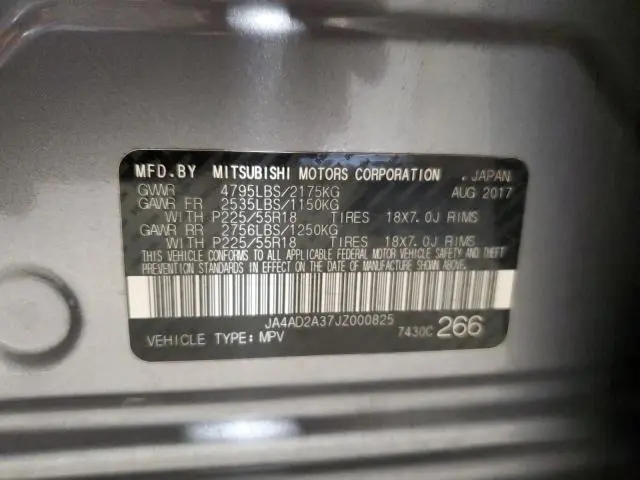 MFD.BY MITSUBISHI MOTORS CORPORATION , JAPAN
GVWR 4795LBS/2175KG AUG 2017
GAWR FR 2535LBS/1150KG
WITH P225/55R18 TIRES 18X7.0J RIMS
GAWR RR 2756LBS/1250KG
WITH P225/55R18 TIRES 18X7.0J RIMS
THIS VEHICLE CONFORMS TO ALL APPLICABLE FEDERAL MOTOR VEHICLE SAFETY AND THEFT
PREVENTION STANDARDS IN EFFECT ON THE DATE OF MANUFACTURE SHOWN ABOVE.
JA4AD2A37JZ000825
VEHICLE TYPE: MPV 7430C 266